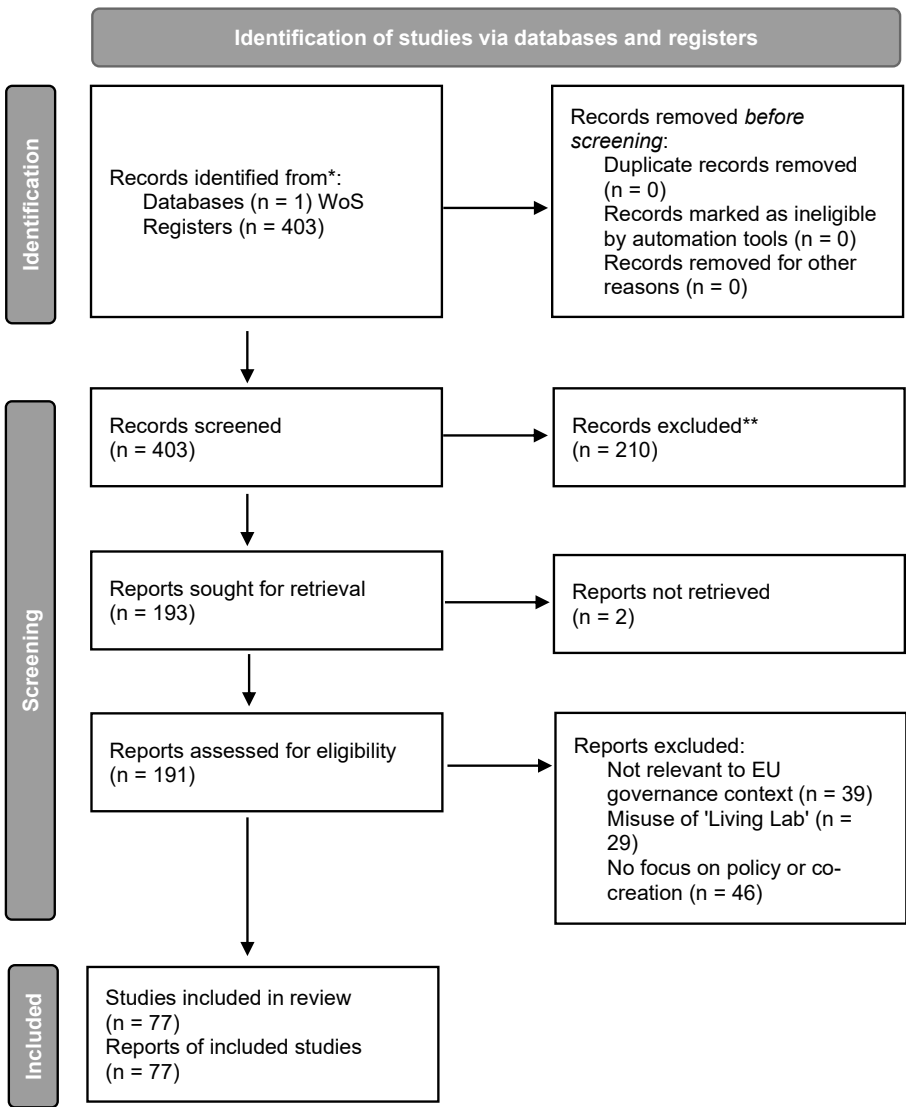 Identification of studies via databases and registers
Identification
Records identified from*:
Databases (n = 1) WoS
Registers (n = 403)
Records removed before
screening:
Duplicate records removed
(n = 0)
Records marked as ineligible
by automation tools (n = 0)
Records removed for other
reasons (n = 0)
Screening
Records screened
(n = 403)
Records excluded**
(n = 210)
Reports sought for retrieval
(n = 193)
Reports not retrieved
(n = 2)
Reports assessed for eligibility
(n = 191)
Reports excluded:
Not relevant to EU
governance context (n = 39)
Misuse of 'Living Lab' (n =
29)
No focus on policy or co-
creation (n = 46)
Included
Studies included in review
(n = 77)
Reports of included studies
(n = 77)